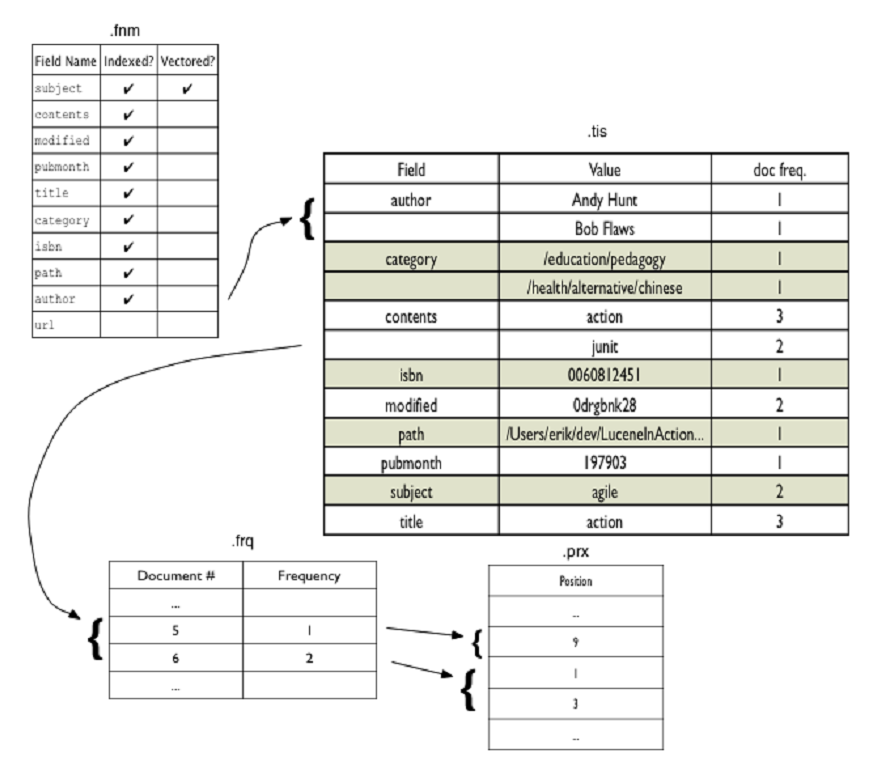 .fnm
Field Name Indexed? Vectored?
subject ✔ ✔
contents ✔
modified ✔
pubmonth ✔
title ✔
category ✔
isbn ✔
path ✔
author ✔
url
.tis
Field Value doc freq.
author Andy Hunt 1
Bob Flaws 1
category /education/pedagogy 1
/health/alternative/chinese 1
contents action 3
junit 2
isbn 0060812451 1
modified 0drgbnk28 2
path /Users/erik/dev/LuceneInAction... 1
pubmonth 197903 1
subject agile 2
title action 3
.frq
Document # Frequency
...
5 1
6 2
...
.prx
Position
...
9
1
3
...